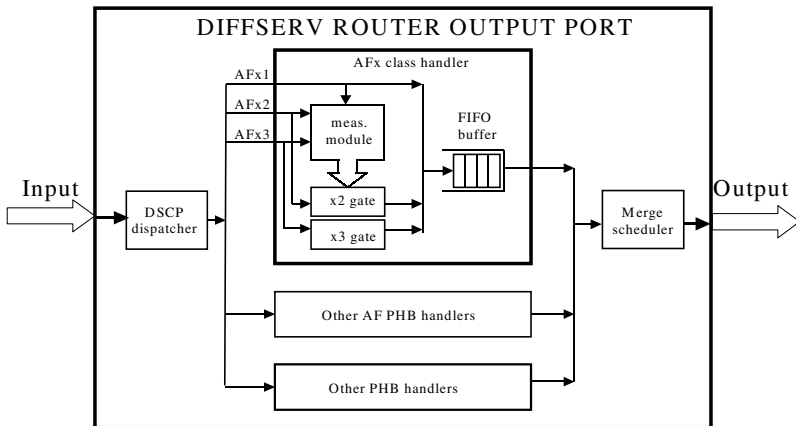 DIFFSERV ROUTER OUTPUT PORT
AFx class handler
AFx1
AFx2
AFx3
meas.
module
FIFO
buffer
x2 gate
x3 gate
Input
DSCP
dispatcher
Merge
scheduler
Output
Other AF PHB handlers
Other PHB handlers